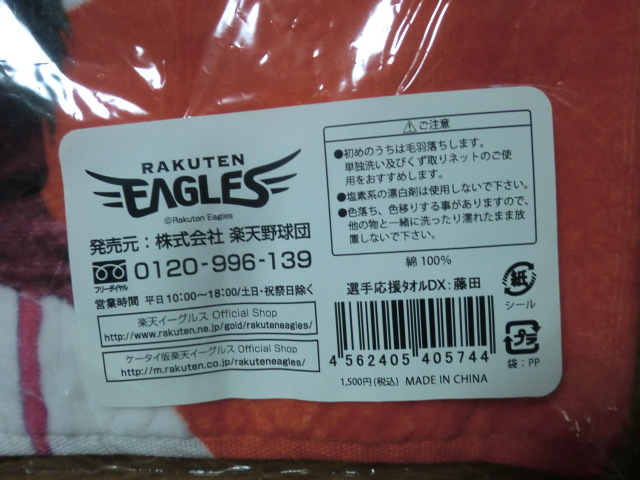 RAKUTEN
EAGLES
©Rakuten Eagles
発売元：株式会社 楽天野球団
フリーダイヤル
0120-996-139
営業時間 平日10:00〜18:00/土日・祝祭日除く
楽天イーグルス Official Shop
http://www.rakuten.ne.jp/gold/rakuteneagles/
ケータイ版楽天イーグルス Official Shop
http://m.rakuten.co.jp/rakuteneagles/
ご注意
●初めのうちは毛羽落ちします。
単独洗い及びくず取りネットのご使
用をおすすめします。
●塩素系の漂白剤は使用しないで下さい。
●色落ち、色移りする事がありますので、
他の物と一緒に洗ったり濡れたまま放
置しないで下さい。
綿 100%
選手応援タオルDX：藤田
4 562405 405744
1,500円(税込) MADE IN CHINA
紙
シール
プラ
袋：PP